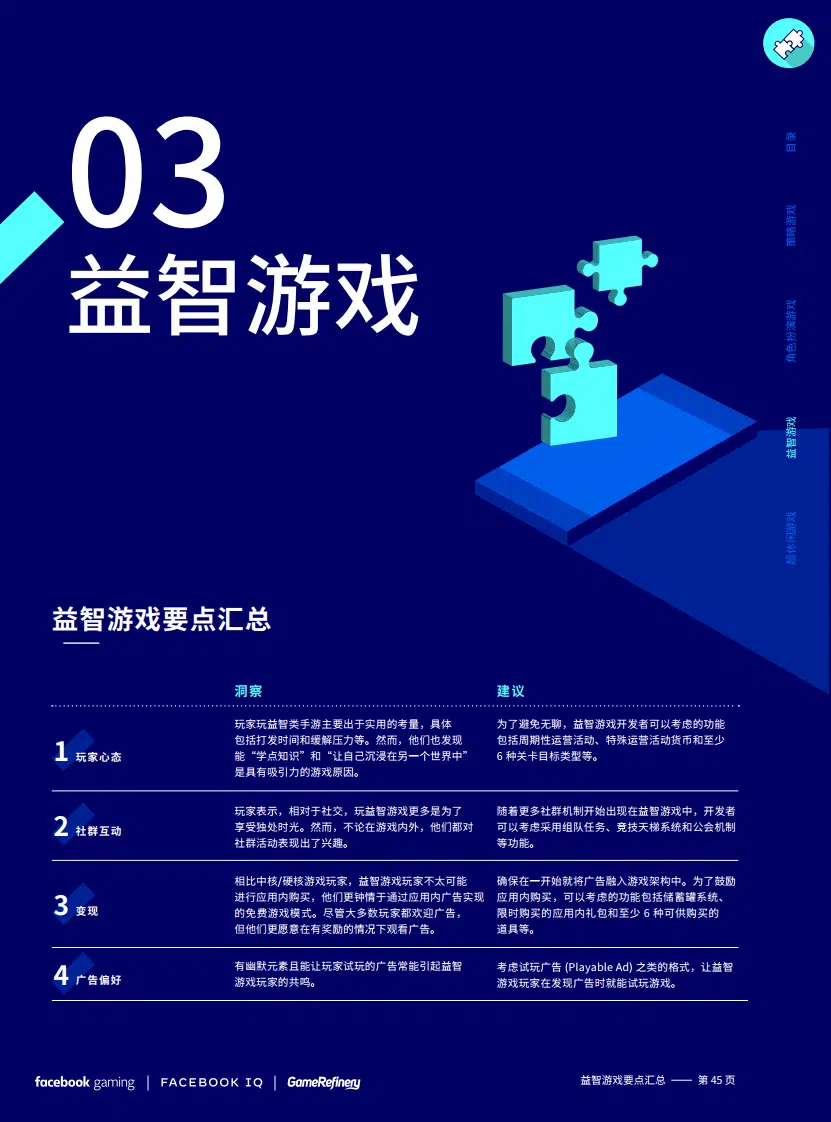 03
益智游戏
目录
策略游戏
角色扮演游戏
益智游戏
超休闲游戏
益智游戏要点汇总
洞察
建议
1 玩家心态
玩家玩益智类手游主要出于实用的考量，具体
包括打发时间和缓解压力等。然而，他们也发现
能“学点知识”和“让自己沉浸在另一个世界中”
是具有吸引力的游戏原因。
为了避免无聊，益智游戏开发者可以考虑的功能
包括周期性运营活动、特殊运营活动货币和至少
6 种关卡目标类型等。
2 社群互动
玩家表示，相对于社交，玩益智游戏更多是为了
享受独处时光。然而，不论在游戏内外，他们都对
社群活动表现出了兴趣。
随着更多社群机制开始出现在益智游戏中，开发者
可以考虑采用组队任务、竞技天梯系统和公会机制
等功能。
3 变现
相比中核/硬核游戏玩家，益智游戏玩家不太可能
进行应用内购买，他们更钟情于通过应用内广告实现
的免费游戏模式。尽管大多数玩家都欢迎广告，
但他们更愿意在有奖励的情况下观看广告。
确保在一开始就将广告融入游戏架构中。为了鼓励
应用内购买，可以考虑的功能包括储蓄罐系统、
限时购买的应用内礼包和至少 6 种可供购买的
道具等。
4 广告偏好
有幽默元素且能让玩家试玩的广告常能引起益智
游戏玩家的共鸣。
考虑试玩广告 (Playable Ad) 之类的格式，让益智
游戏玩家在发现广告时就能试玩游戏。
facebook gaming | FACEBOOK IQ | GameRefinery
益智游戏要点汇总 —— 第 45 页